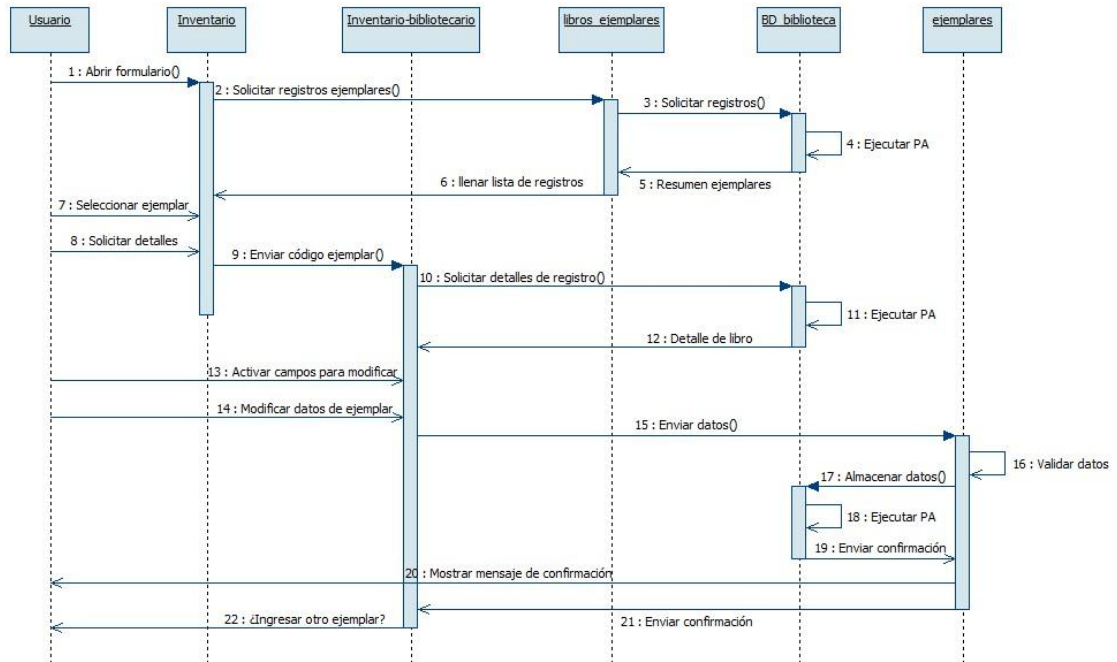 Usuario
Inventario
Inventario-bibliotecario
libros_ejemplares
BD_biblioteca
ejemplares
1 : Abrir formulario()
2 : Solicitar registros ejemplares()
3 : Solicitar registros()
4 : Ejecutar PA
5 : Resumen ejemplares
6 : llenar lista de registros
7 : Seleccionar ejemplar
8 : Solicitar detalles
9 : Enviar código ejemplar()
10 : Solicitar detalles de registro()
11 : Ejecutar PA
12 : Detalle de libro
13 : Activar campos para modificar
14 : Modificar datos de ejemplar
15 : Enviar datos()
16 : Validar datos
17 : Almacenar datos()
18 : Ejecutar PA
19 : Enviar confirmación
20 : Mostrar mensaje de confirmación
21 : Enviar confirmación
22 : ¿Ingresar otro ejemplar?